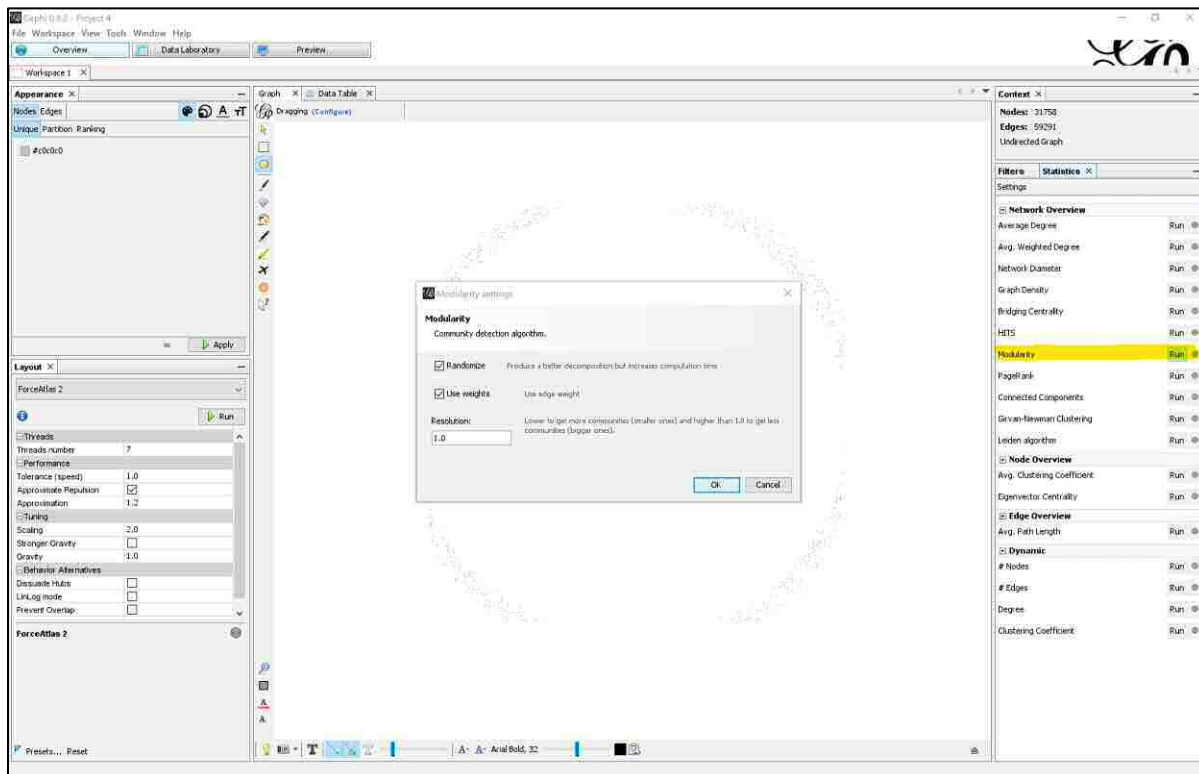 Gephi 0.9.2 - Project 4
File Workspace View Tools Window Help
Overview Data Laboratory Preview
Workspace 1 X
Appearance X
Nodes Edges
Unique Partition Ranking
#c0c0c0
Apply
Layout X
ForceAtlas 2
Run
Threads
Threads number 7
Performance
Tolerance (speed) 1.0
Approximate Repulsion
Approximation 1.2
Tuning
Scaling 2.0
Stronger Gravity
Gravity 1.0
Behavior Alternatives
Dissuade Hubs
LinLog mode
Prevent Overlap
ForceAtlas 2
Presets... Reset
Graph X Data Table X
Dragging (Configure)
Modularity settings
Modularity
Community detection algorithm.
Randomize Produce a better decomposition but increases computation time
Use weights Use edge weight
Resolution: Lower to get more communities (smaller ones) and higher than 1.0 to get less
communities (bigger ones).
1.0
OK Cancel
T A- A- Arial Bold, 32
Context X
Nodes: 31758
Edges: 59291
Undirected Graph
Filters Statistics X
Settings
Network Overview
Average Degree Run
Avg. Weighted Degree Run
Network Diameter Run
Graph Density Run
Bridging Centrality Run
HITS Run
Modularity Run
PageRank Run
Connected Components Run
Girvan-Newman Clustering Run
Leiden algorithm Run
Node Overview
Avg. Clustering Coefficient Run
Eigenvector Centrality Run
Edge Overview
Avg. Path Length Run
Dynamic
# Nodes Run
# Edges Run
Degree Run
Clustering Coefficient Run